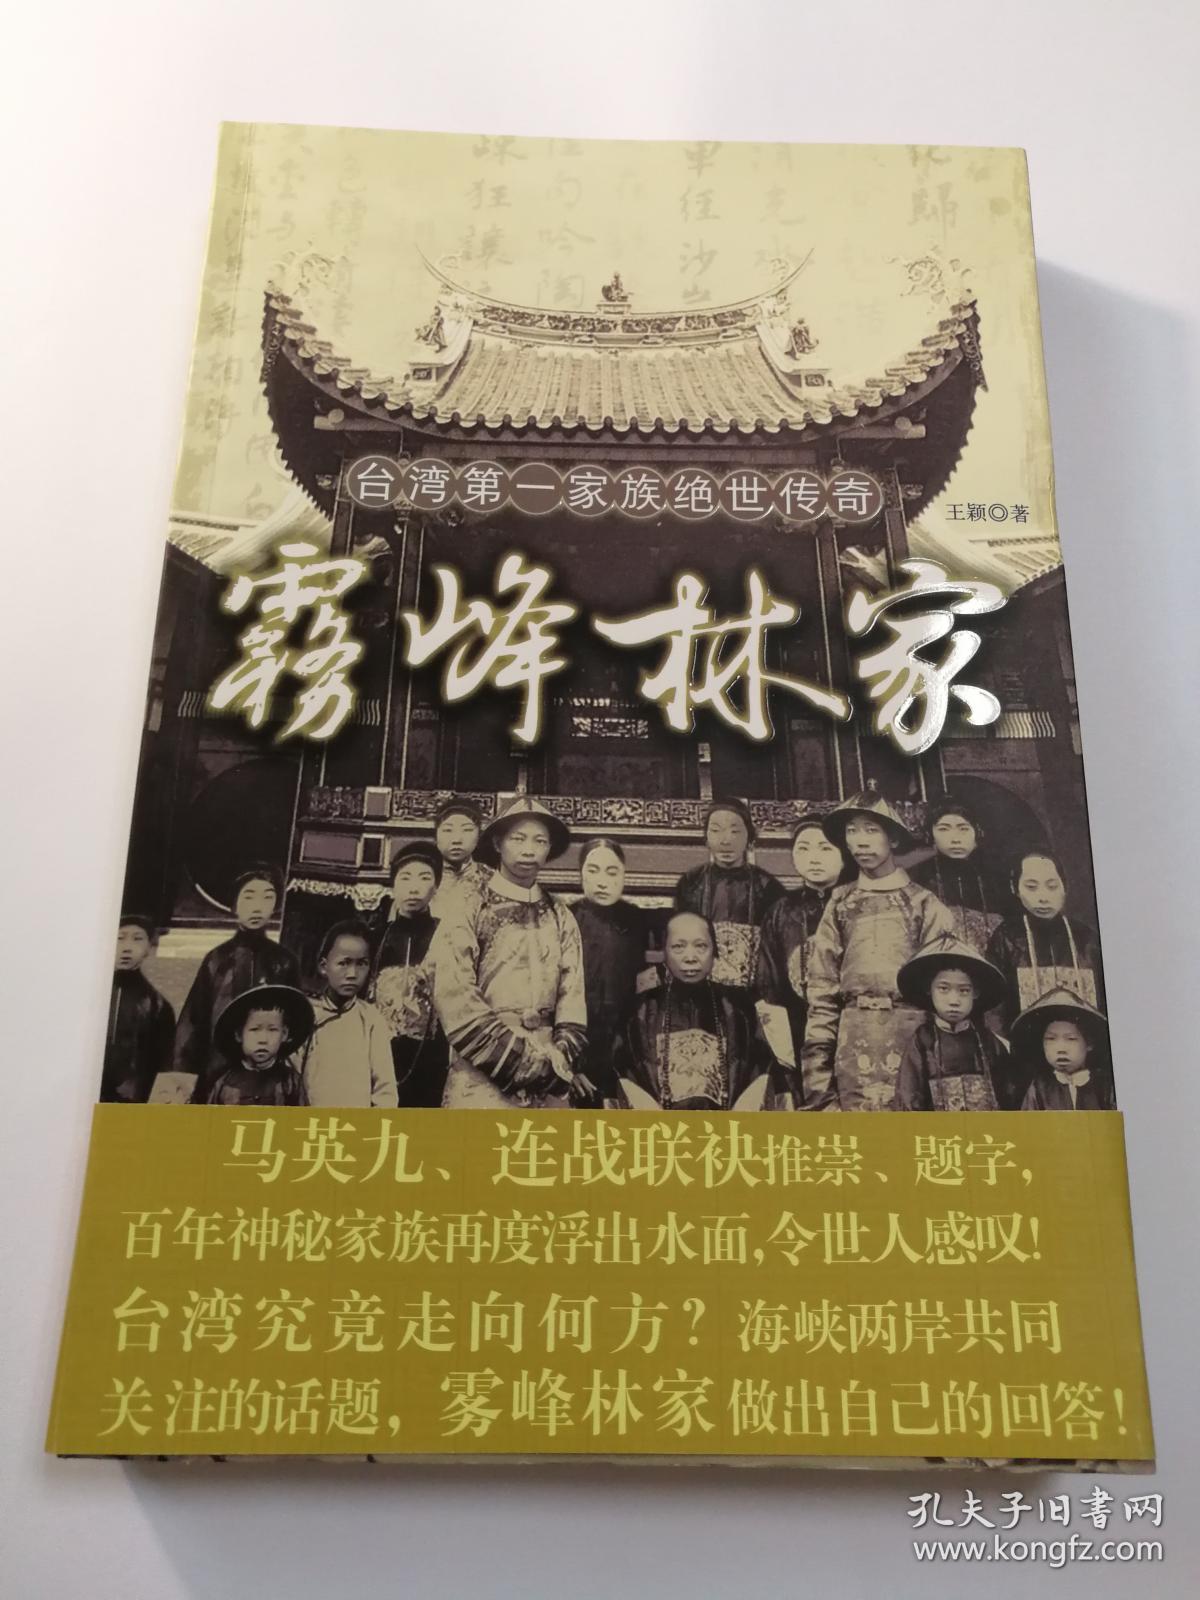 台湾第一家族绝世传奇
王颖◎著
霧峰林家
马英九、连战联袂推崇、题字，
百年神秘家族再度浮出水面，令世人感叹！
台湾究竟走向何方？海峡两岸共同
关注的话题，雾峰林家做出自己的回答！
孔夫子旧书网
www.kongfz.com